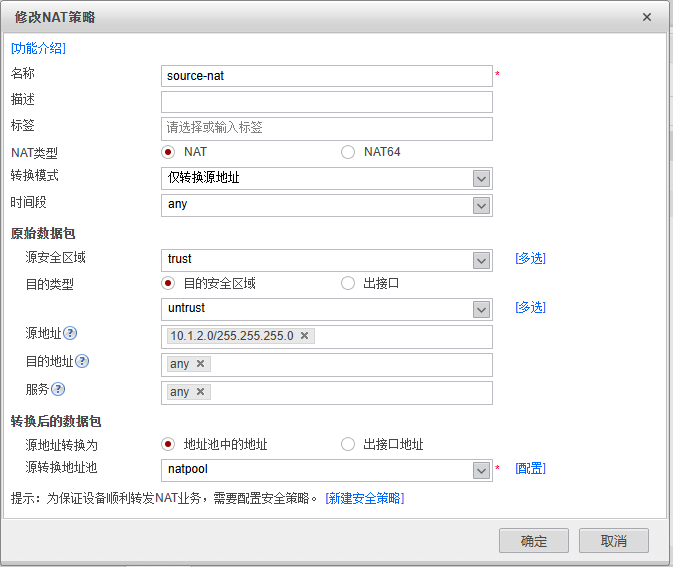 修改NAT策略
[功能介绍]
名称 source-nat *
描述
标签 请选择或输入标签
NAT类型 NAT NAT64
转换模式 仅转换源地址
时间段 any
原始数据包
源安全区域 trust [多选]
目的类型 目的安全区域 出接口
untrust [多选]
源地址 ? 10.1.2.0/255.255.255.0 ×
目的地址 ? any ×
服务 ? any ×
转换后的数据包
源地址转换为 地址池中的地址 出接口地址
源转换地址池 natpool * [配置]
提示：为保证设备顺利转发NAT业务，需要配置安全策略。 [新建安全策略]
确定 取消